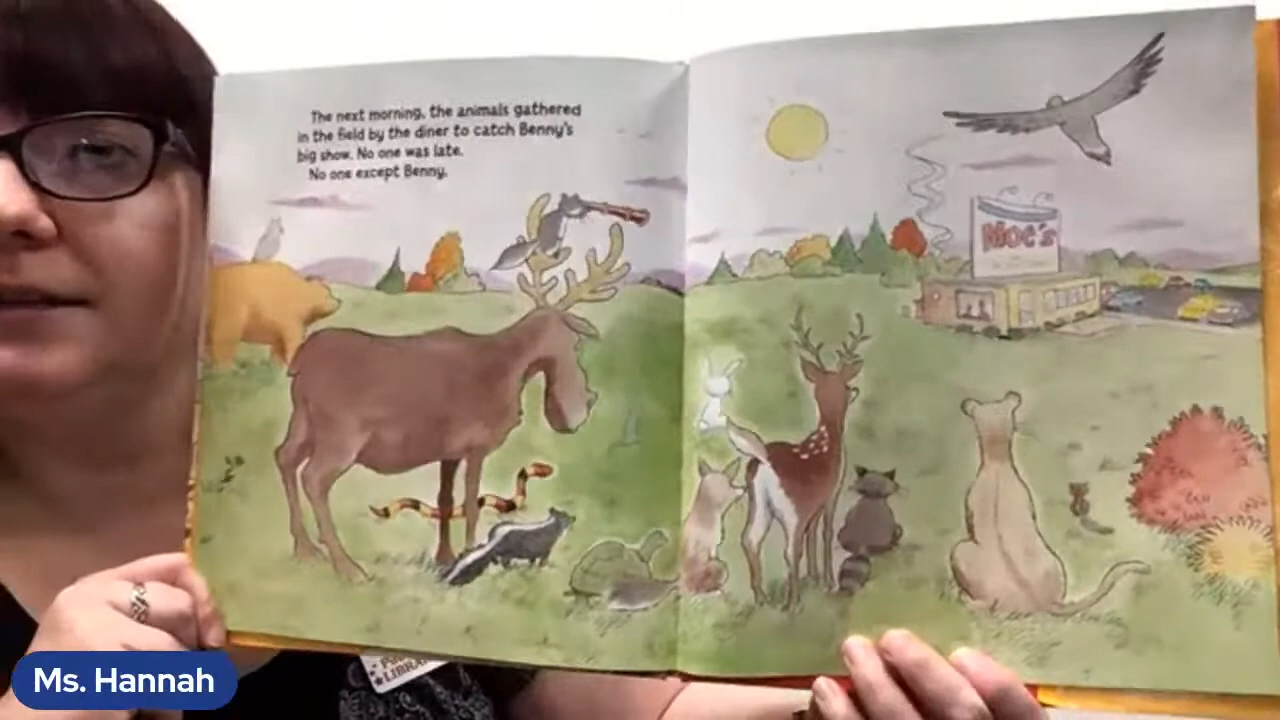 The next morning, the animals gathered
in the field by the diner to catch Benny's
big show. No one was late.
No one except Benny.
Moe's
LIBRARY
Ms. Hannah